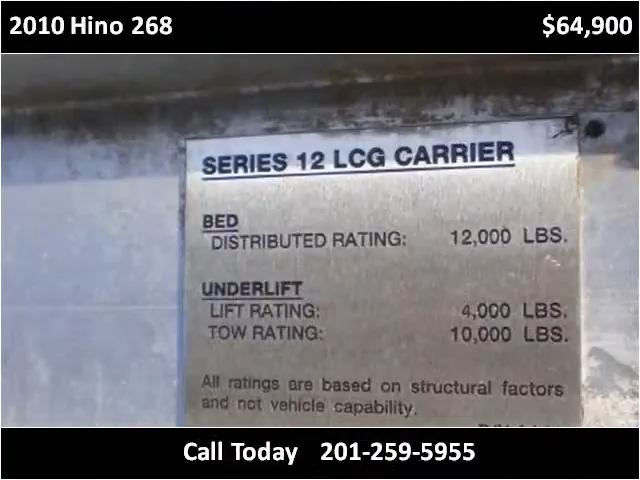 2010 Hino 268 $64,900
SERIES 12 LCG CARRIER
BED
DISTRIBUTED RATING: 12,000 LBS.
UNDERLIFT
LIFT RATING: 4,000 LBS.
TOW RATING: 10,000 LBS.
All ratings are based on structural factors
and not vehicle capability.
Call Today 201-259-5955